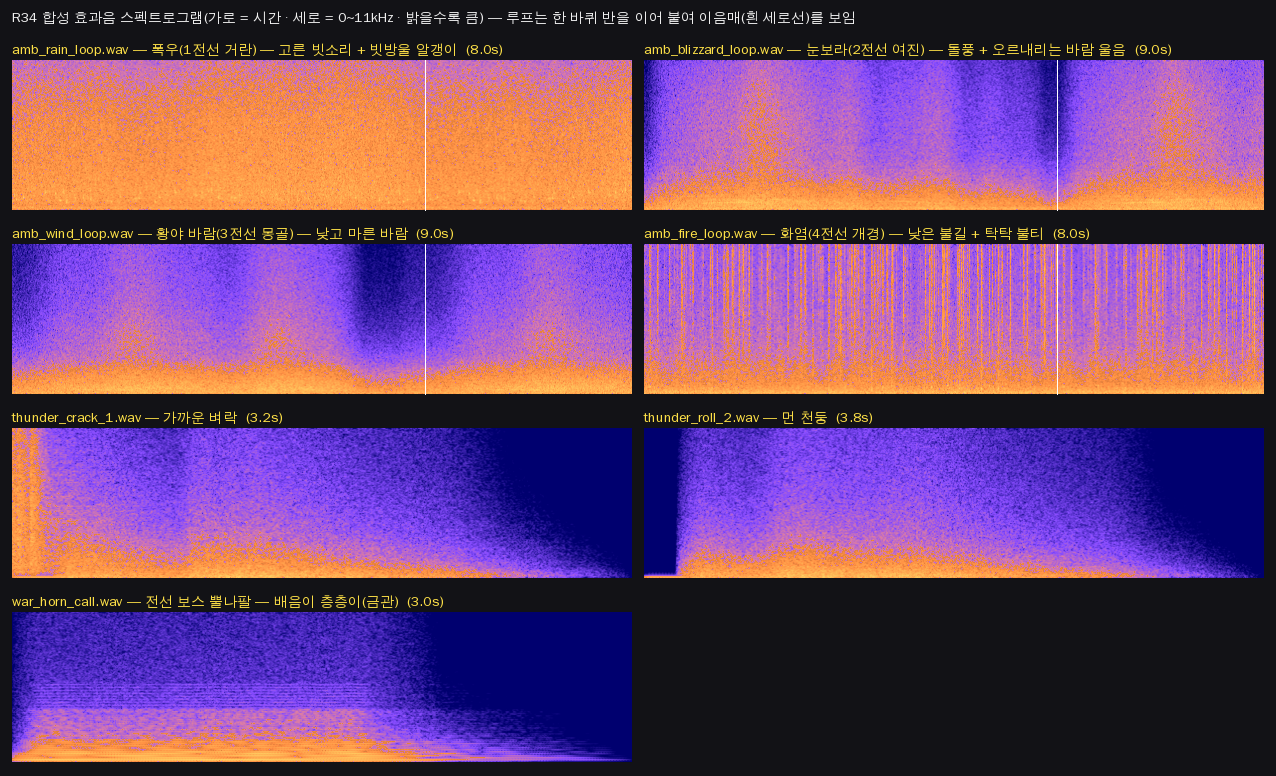 R34 합성 효과음 스펙트로그램(가로 = 시간 · 세로 = 0~11kHz · 밝을수록 큼) — 루프는 한 바퀴 반을 이어 붙여 이음매(흰 세로선)를 보임
amb_rain_loop.wav — 폭우(1전선 거란) — 고른 빗소리 + 빗방울 알갱이 (8.0s)
amb_blizzard_loop.wav — 눈보라(2전선 여진) — 돌풍 + 오르내리는 바람 울음 (9.0s)
amb_wind_loop.wav — 황야 바람(3전선 몽골) — 낮고 마른 바람 (9.0s)
amb_fire_loop.wav — 화염(4전선 개경) — 낮은 불길 + 탁탁 불티 (8.0s)
thunder_crack_1.wav — 가까운 벼락 (3.2s)
thunder_roll_2.wav — 먼 천둥 (3.8s)
war_horn_call.wav — 전선 보스 뿔나팔 — 배음이 층층이(금관) (3.0s)